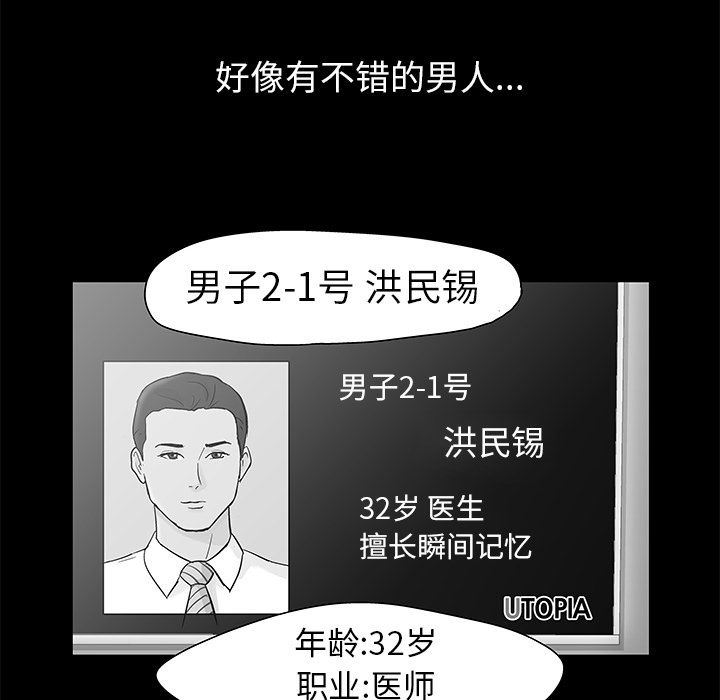 好像有不错的男人...
男子2-1号 洪民锡
男子2-1号
洪民锡
32岁 医生
擅长瞬间记忆
UTOPIA
年龄:32岁
职业:医师